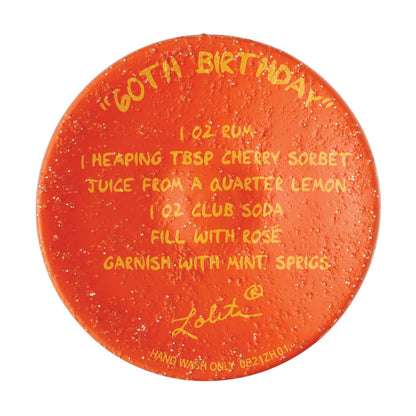 "60TH BIRTHDAY"
1 OZ RUM
1 HEAPING TBSP CHERRY SORBET
JUICE FROM A QUARTER LEMON
1 OZ CLUB SODA
FILL WITH ROSÉ
GARNISH WITH MINT SPRIGS
Lolita ®
HAND WASH ONLY 0821ZH01